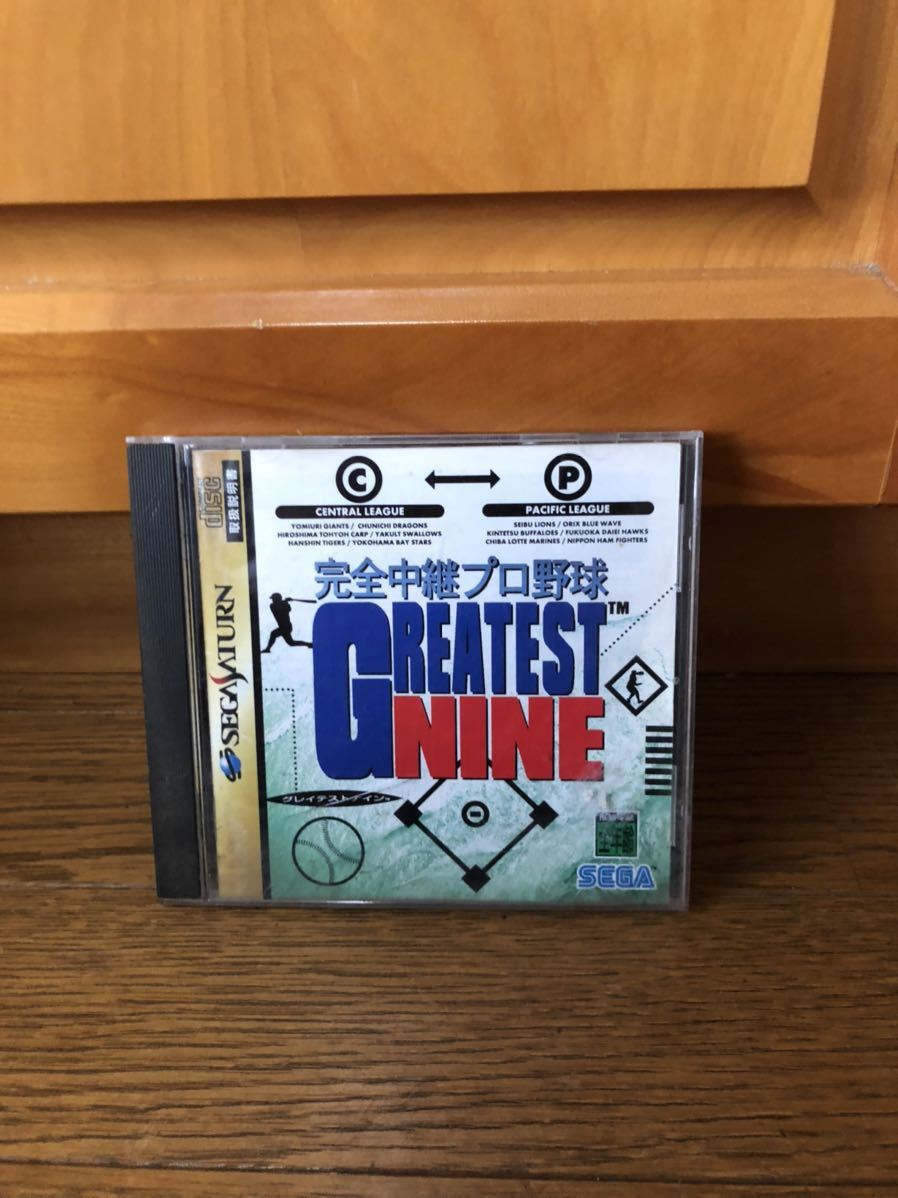 disc
取扱説明書
SEGA SATURN
C
P
CENTRAL LEAGUE
YOMIURI GIANTS / CHUNICHI DRAGONS
HIROSHIMA TOHYOH CARP / YAKULT SWALLOWS
HANSHIN TIGERS / YOKOHAMA BAY STARS
PACIFIC LEAGUE
SEIBU LIONS / ORIX BLUE WAVE
KINTETSU BUFFALOES / FUKUOKA DAIEI HAWKS
CHIBA LOTTE MARINES / NIPPON HAM FIGHTERS
完全中継プロ野球
GREATEST™
NINE
グレイテストナイン
SEGA™